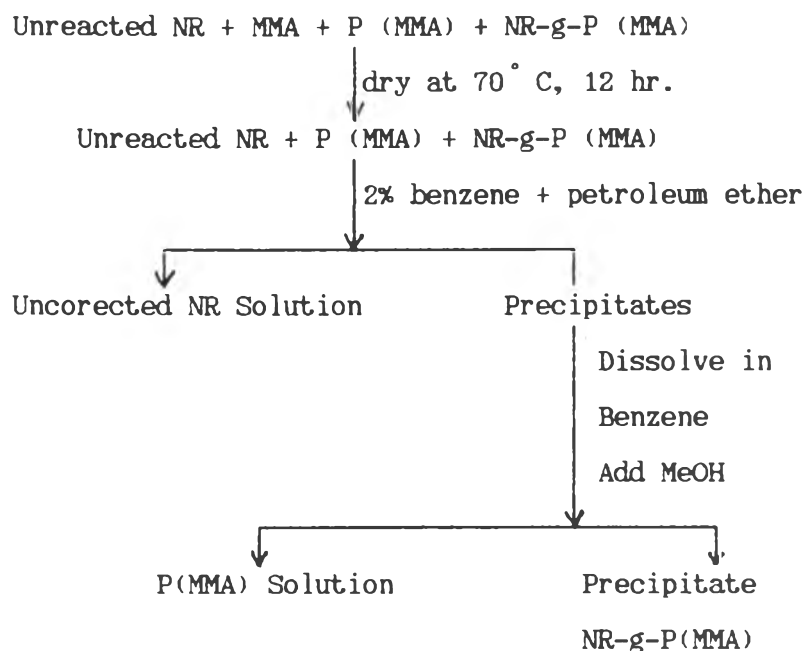 Unreacted NR + MMA + P (MMA) + NR-g-P (MMA)
dry at 70° C, 12 hr.
Unreacted NR + P (MMA) + NR-g-P (MMA)
2% benzene + petroleum ether
Uncorected NR Solution Precipitates
Dissolve in
Benzene
Add MeOH
P(MMA) Solution Precipitate
NR-g-P(MMA)